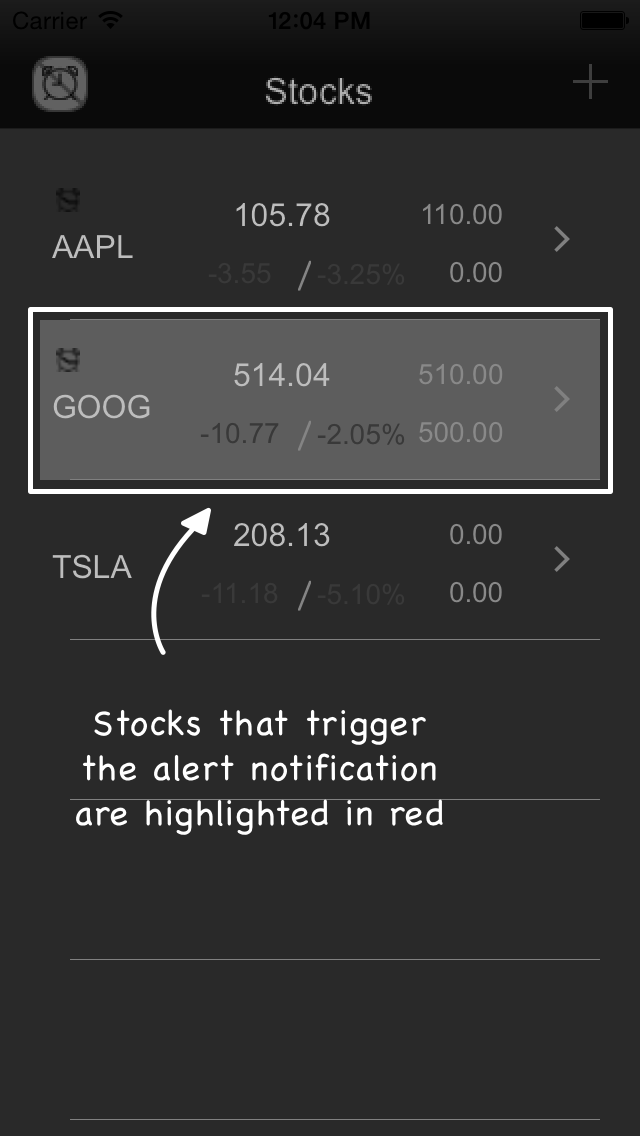 Carrier 12:04 PM
Stocks
105.78 110.00
AAPL
-3.55 / -3.25% 0.00
514.04 510.00
GOOG
-10.77 / -2.05% 500.00
208.13 0.00
TSLA
-11.18 / -5.10% 0.00
Stocks that trigger
the alert notification
are highlighted in red